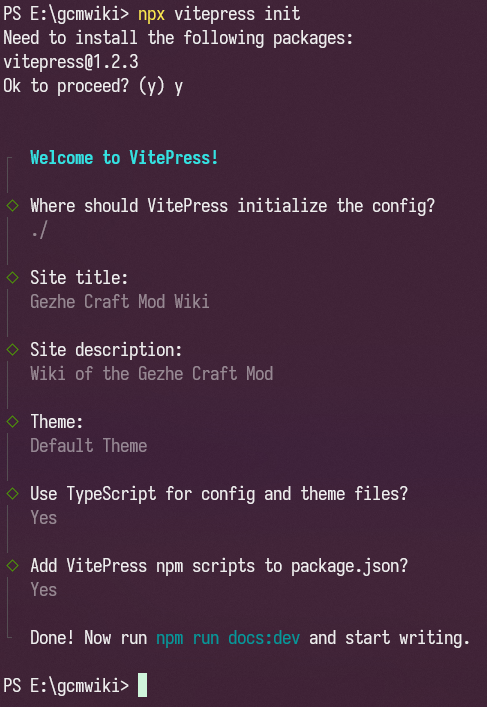 PS E:\gcmwiki> npx vitepress init
Need to install the following packages:
vitepress@1.2.3
Ok to proceed? (y) y
Welcome to VitePress!
Where should VitePress initialize the config?
./
Site title:
Gezhe Craft Mod Wiki
Site description:
Wiki of the Gezhe Craft Mod
Theme:
Default Theme
Use TypeScript for config and theme files?
Yes
Add VitePress npm scripts to package.json?
Yes
Done! Now run npm run docs:dev and start writing.
PS E:\gcmwiki>